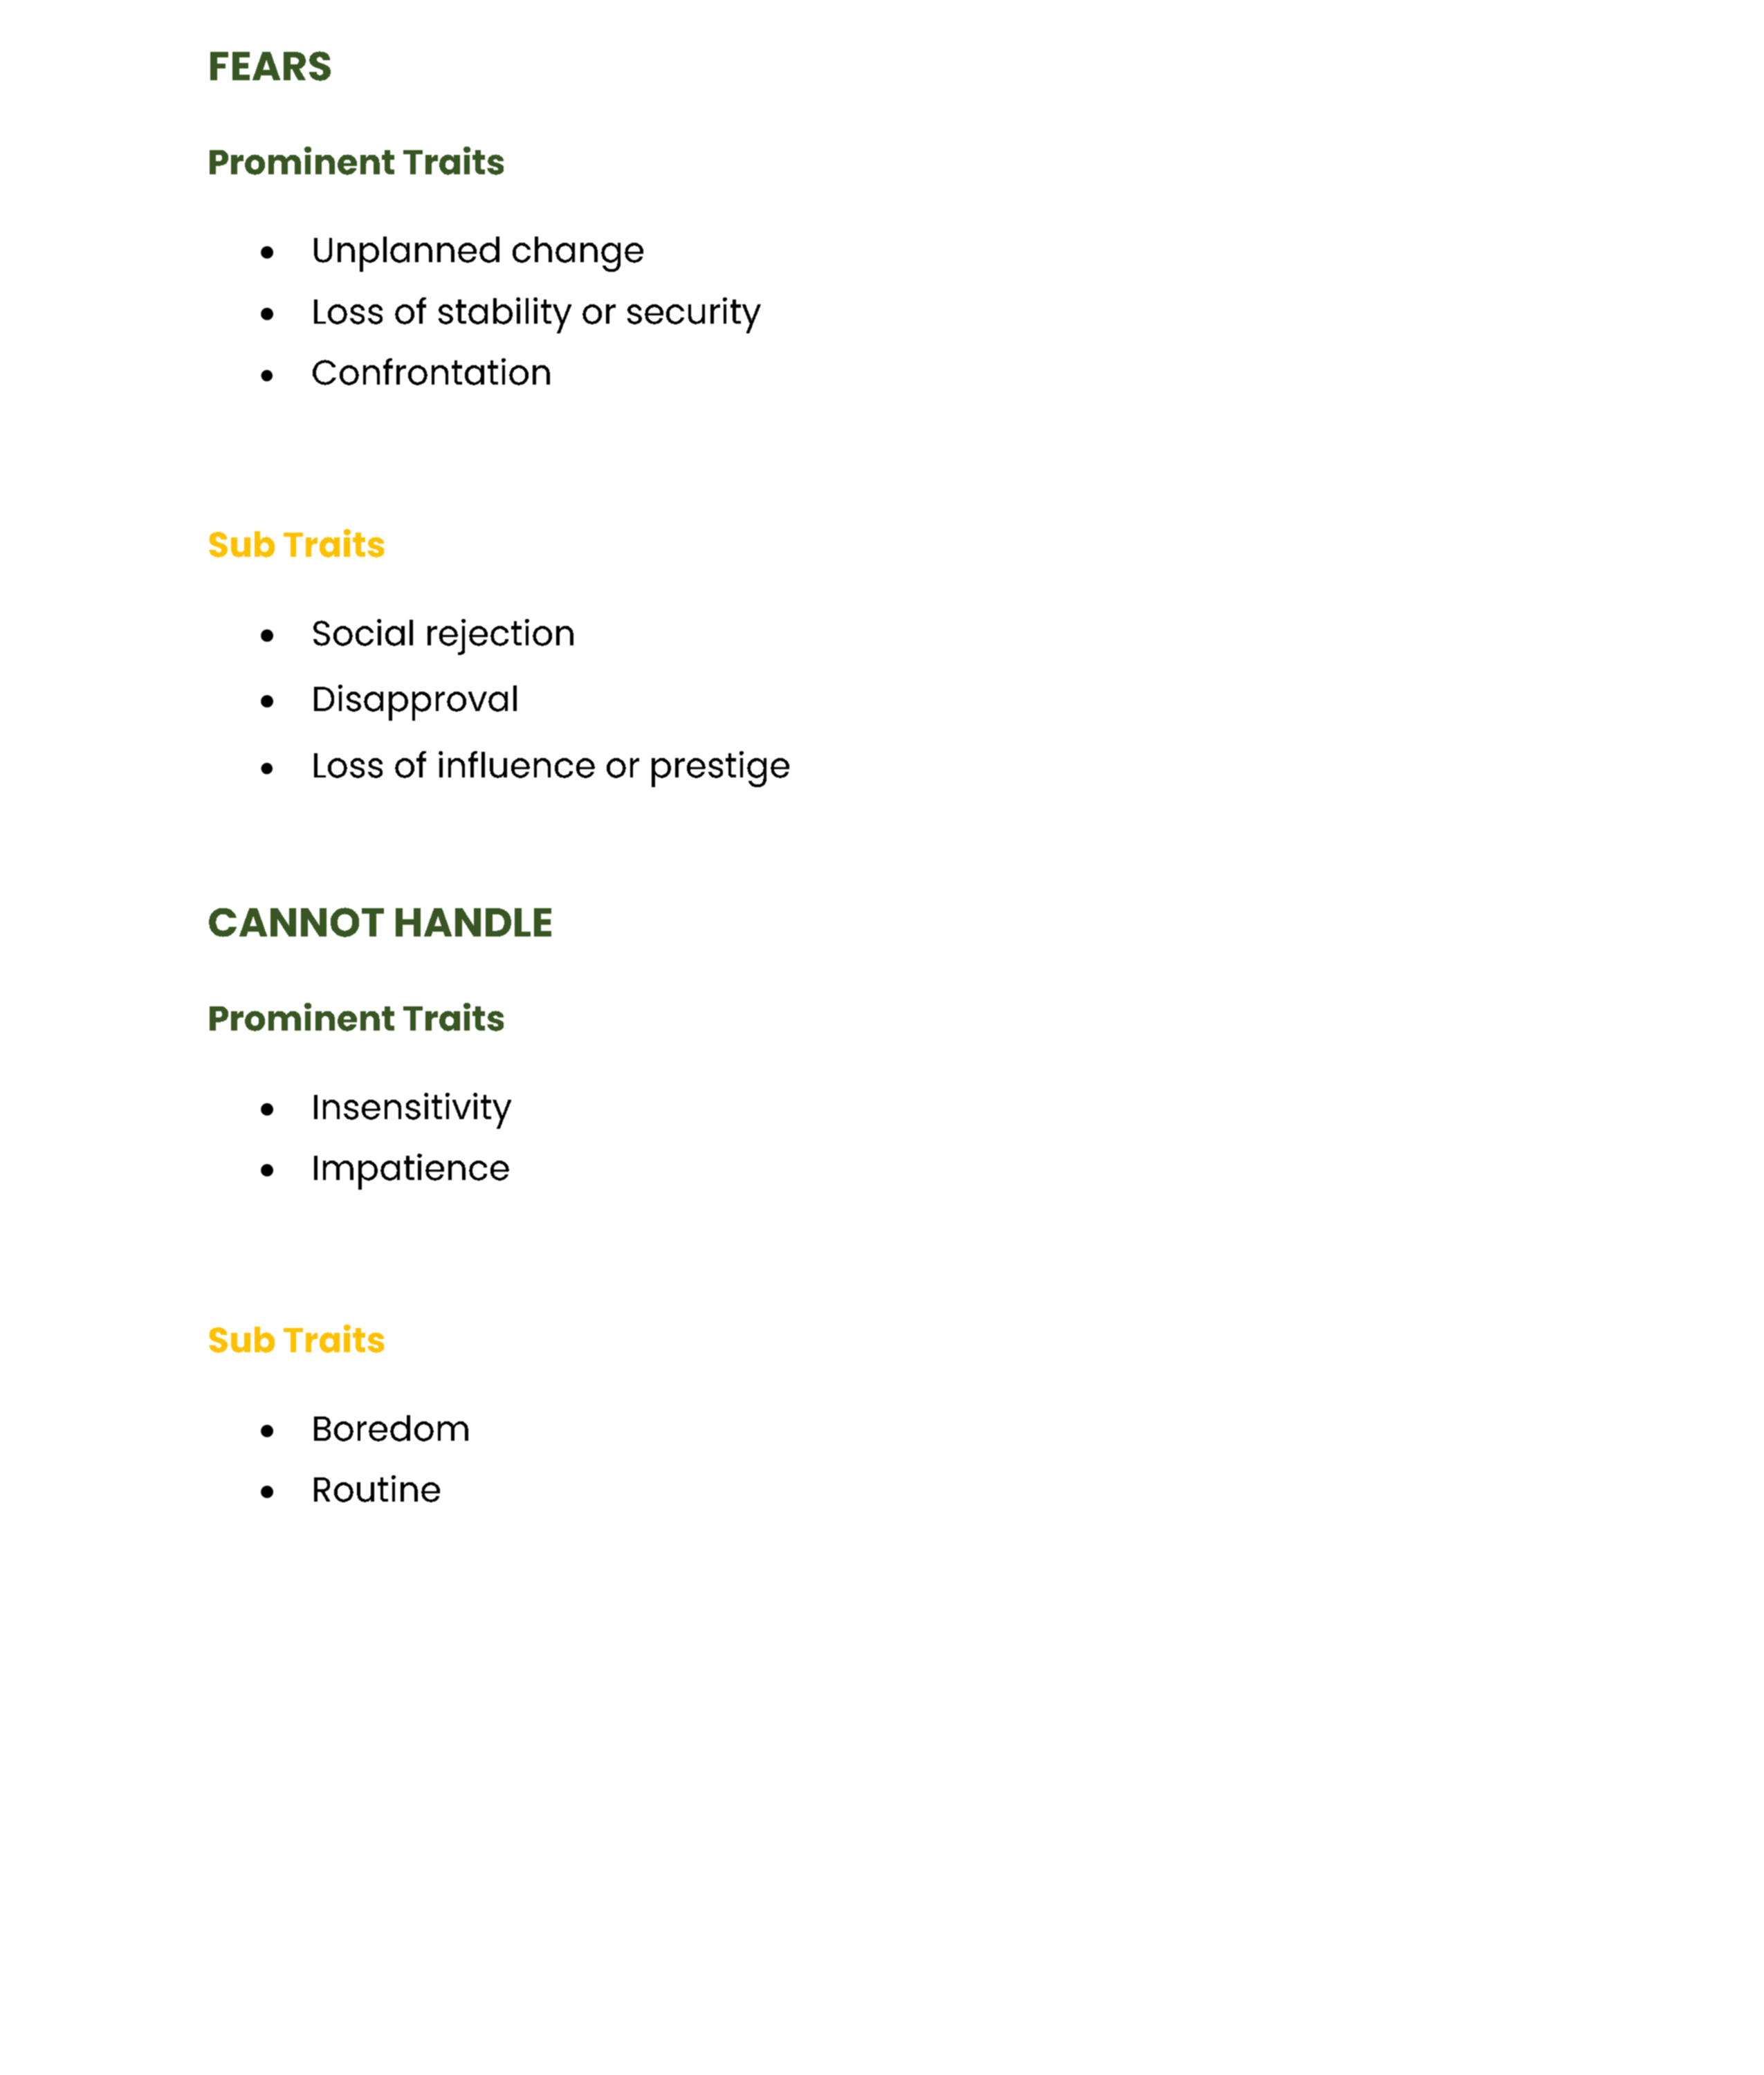 FEARS
Prominent Traits
● Unplanned change
● Loss of stability or security
● Confrontation
Sub Traits
● Social rejection
● Disapproval
● Loss of influence or prestige
CANNOT HANDLE
Prominent Traits
● Insensitivity
● Impatience
Sub Traits
● Boredom
● Routine